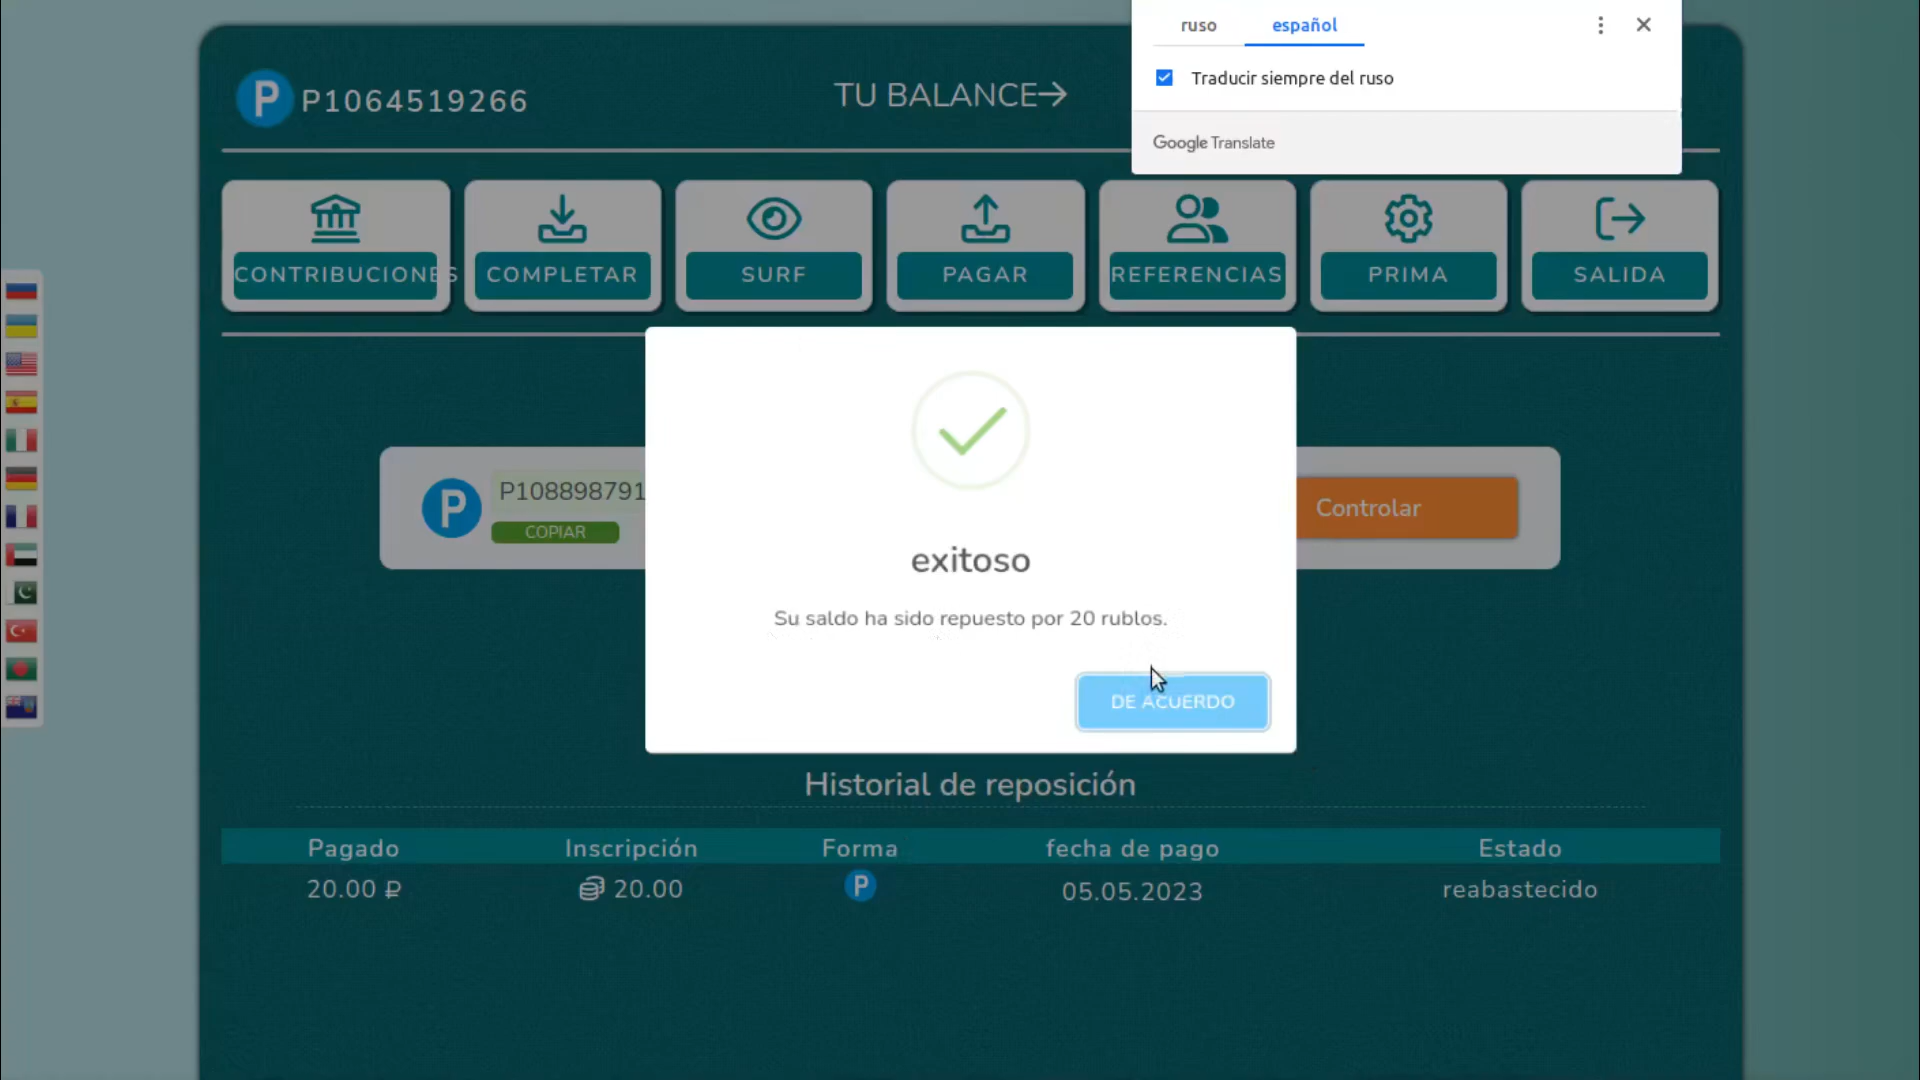 ruso español
Traducir siempre del ruso
Google Translate
P P1064519266 TU BALANCE→
CONTRIBUCIONES COMPLETAR SURF PAGAR REFERENCIAS PRIMA SALIDA
P P108898791 Controlar
COPIAR
exitoso
Su saldo ha sido repuesto por 20 rublos.
DE ACUERDO
Historial de reposición
Pagado Inscripción Forma fecha de pago Estado
20.00 ₽ 20.00 P 05.05.2023 reabastecido